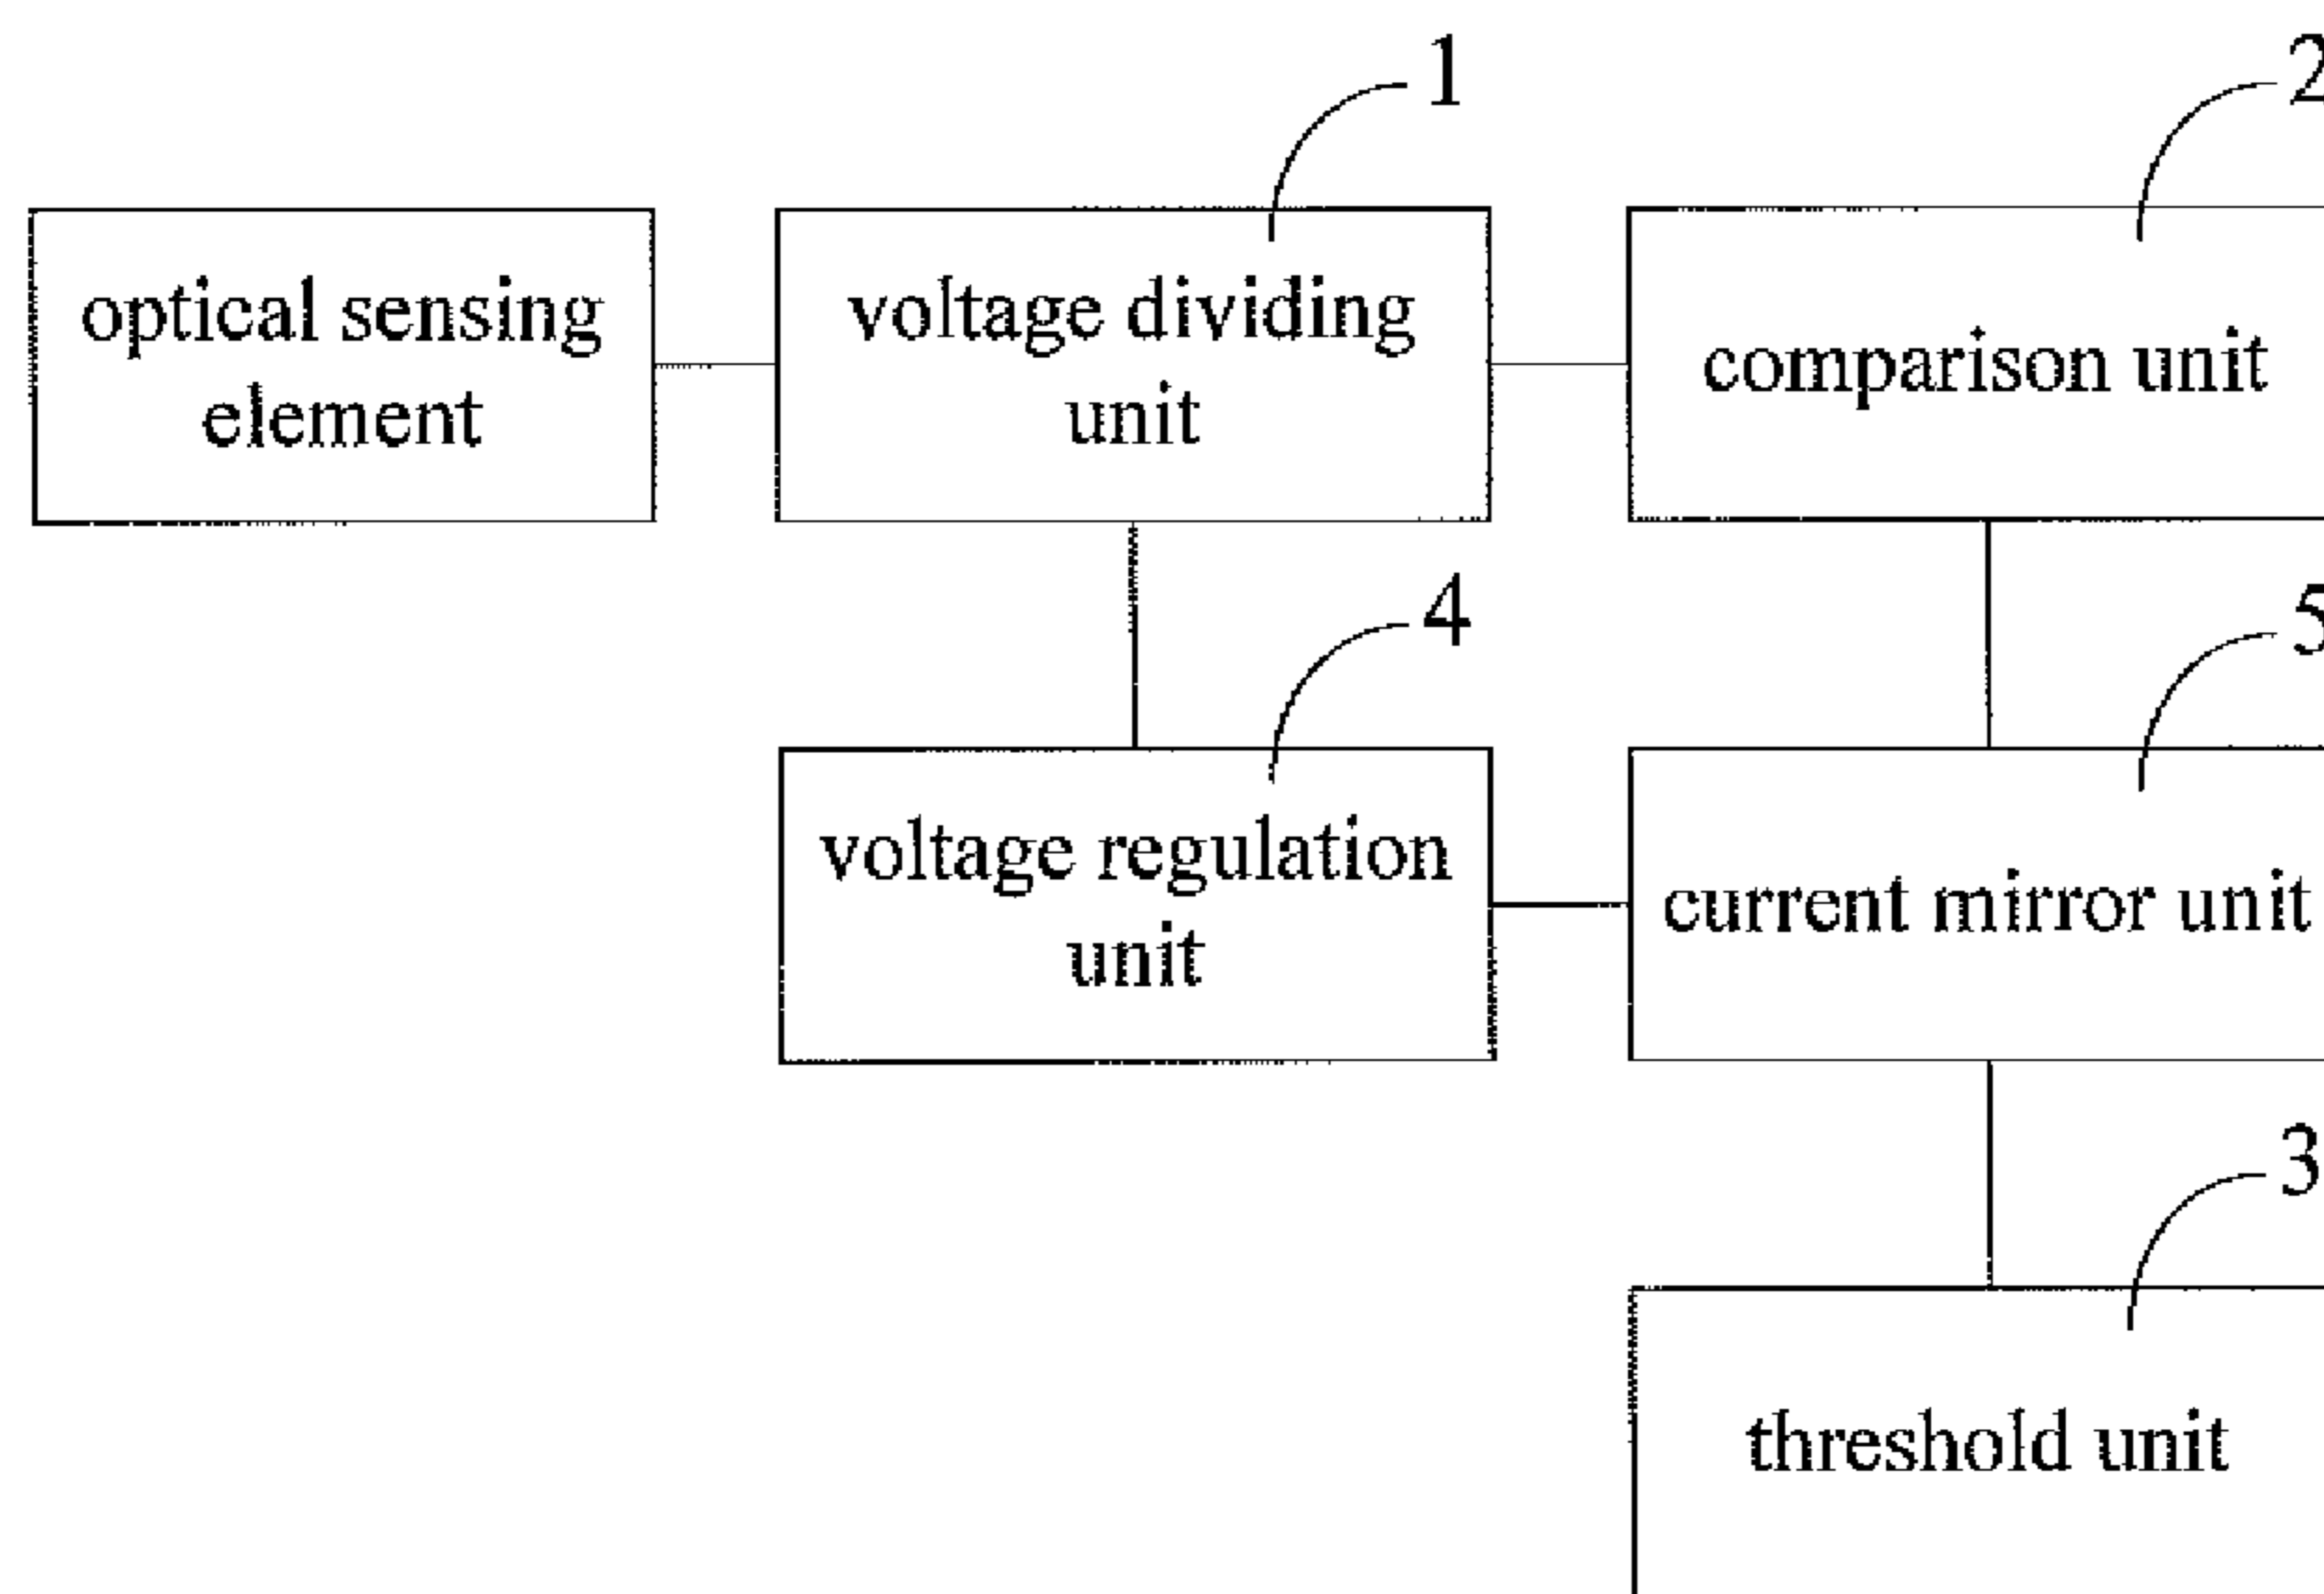 1
2
optical sensing
element
voltage dividing
unit
comparison unit
4
5
voltage regulation
unit
current mirror unit
3
threshold unit